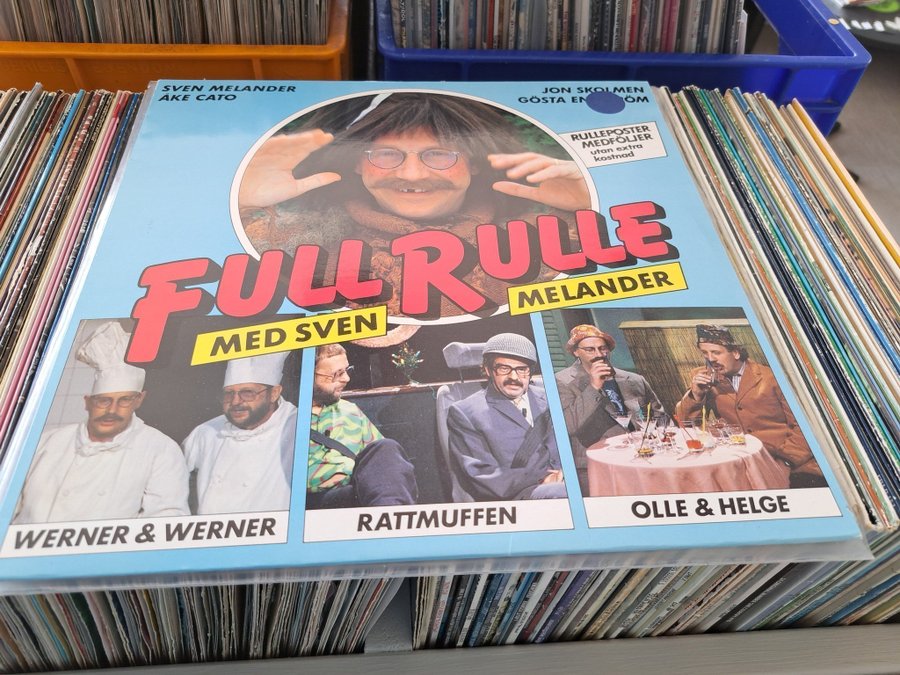 SVEN MELANDER
ÅKE CATO
JON SKOLMEN
GÖSTA
RULLEPOSTER
MEDFÖLJER
utan extra
kostnad
FULL RULLE
MED SVEN MELANDER
WERNER & WERNER
RATTMUFFEN
OLLE & HELGE